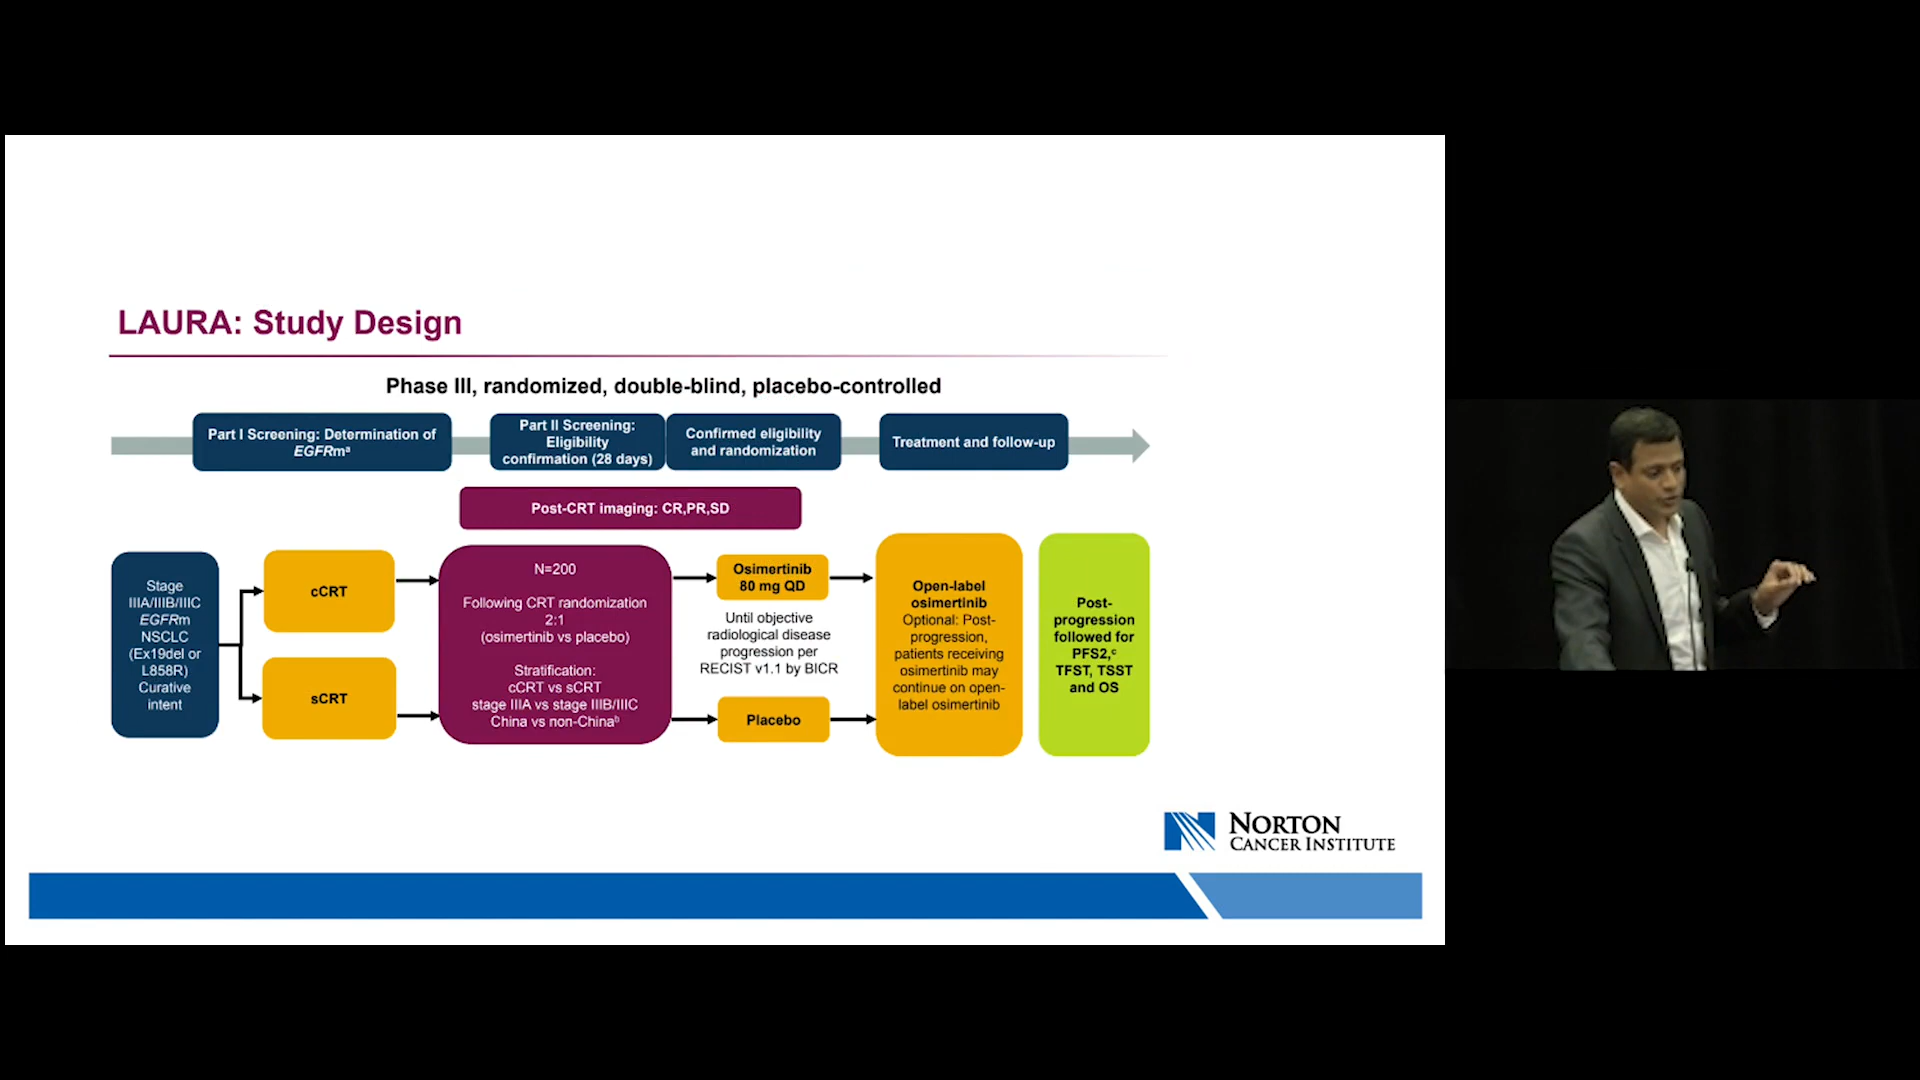 LAURA: Study Design
Phase III, randomized, double-blind, placebo-controlled
Part I Screening: Determination of
EGFRmᵃ
Part II Screening:
Eligibility
confirmation (28 days)
Confirmed eligibility
and randomization
Treatment and follow-up
Post-CRT imaging: CR,PR,SD
Stage
IIIA/IIIB/IIIC
EGFRm
NSCLC
(Ex19del or
L858R)
Curative
intent
cCRT
sCRT
N=200
Following CRT randomization
2:1
(osimertinib vs placebo)
Stratification:
cCRT vs sCRT
stage IIIA vs stage IIIB/IIIC
China vs non-Chinaᵇ
Osimertinib
80 mg QD
Until objective
radiological disease
progression per
RECIST v1.1 by BICR
Placebo
Open-label
osimertinib
Optional: Post-
progression,
patients receiving
osimertinib may
continue on open-
label osimertinib
Post-
progression
followed for
PFS2,ᶜ
TFST, TSST
and OS
NORTON
CANCER INSTITUTE